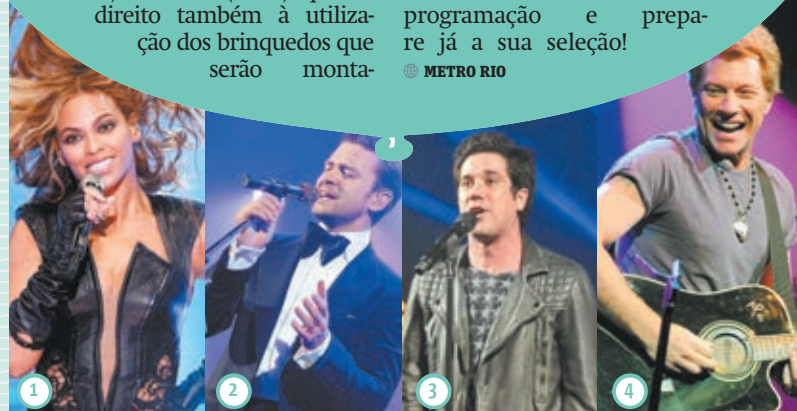 direito também à utiliza-
ção dos brinquedos que
serão monta-
programação e prepa-
re já a sua seleção!
METRO RIO
1
2
3
4